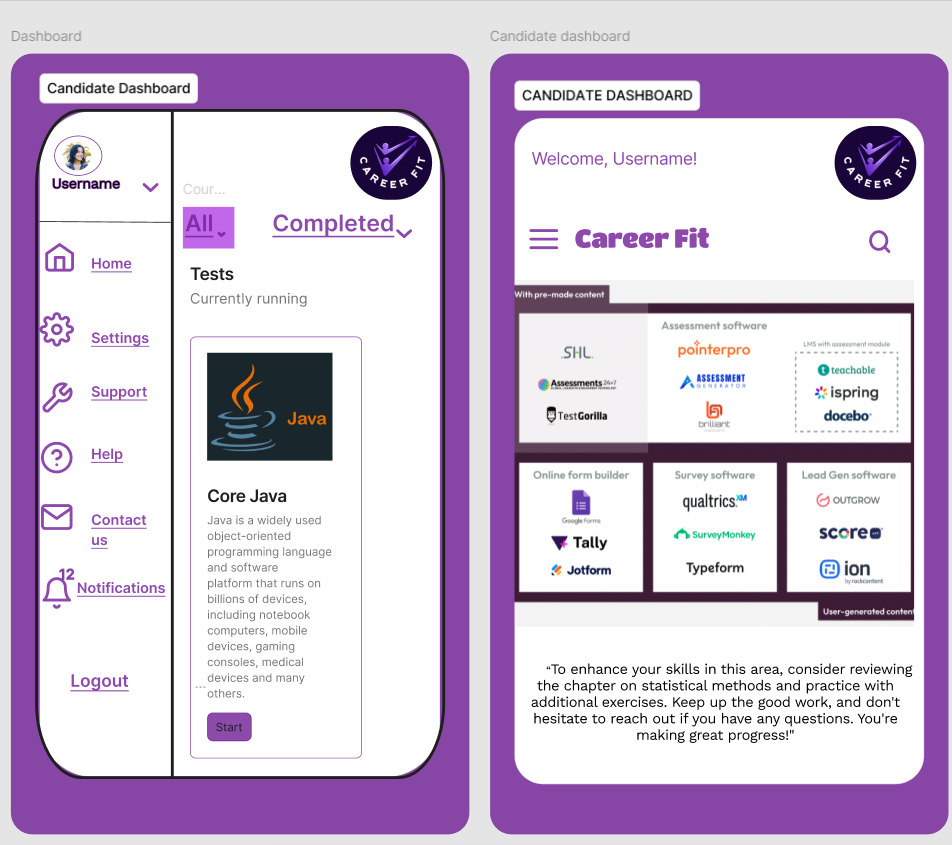 Dashboard
Candidate Dashboard
Username
CAREER FIT
Cour...
All
Completed
Home
Tests
Currently running
Settings
Support
Help
Contact
us
12
Notifications
Logout
Java
Core Java
Java is a widely used
object-oriented
programming language
and software
platform that runs on
billions of devices,
including notebook
computers, mobile
devices, gaming
consoles, medical
devices and many
...
others.
Start
Candidate dashboard
CANDIDATE DASHBOARD
Welcome, Username!
CAREER FIT
Career Fit
With pre-made content
Assessment software
LMS with assessment module
SHL.
Assessments 24x7
TestGorilla
pointerpro
ASSESSMENT
GENERATOR
brilliant
teachable
ispring
docebo
Online form builder
Google Forms
Tally
Jotform
Survey software
qualtrics.XM
SurveyMonkey
Typeform
Lead Gen software
OUTGROW
score
ion
by rockcontent
User-generated content
“To enhance your skills in this area, consider reviewing
the chapter on statistical methods and practice with
additional exercises. Keep up the good work, and don't
hesitate to reach out if you have any questions. You're
making great progress!"